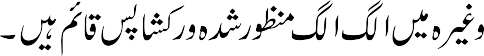 وغیرہ میں الگ الگ منظور شدہ ورکشاپس قائم ہیں۔